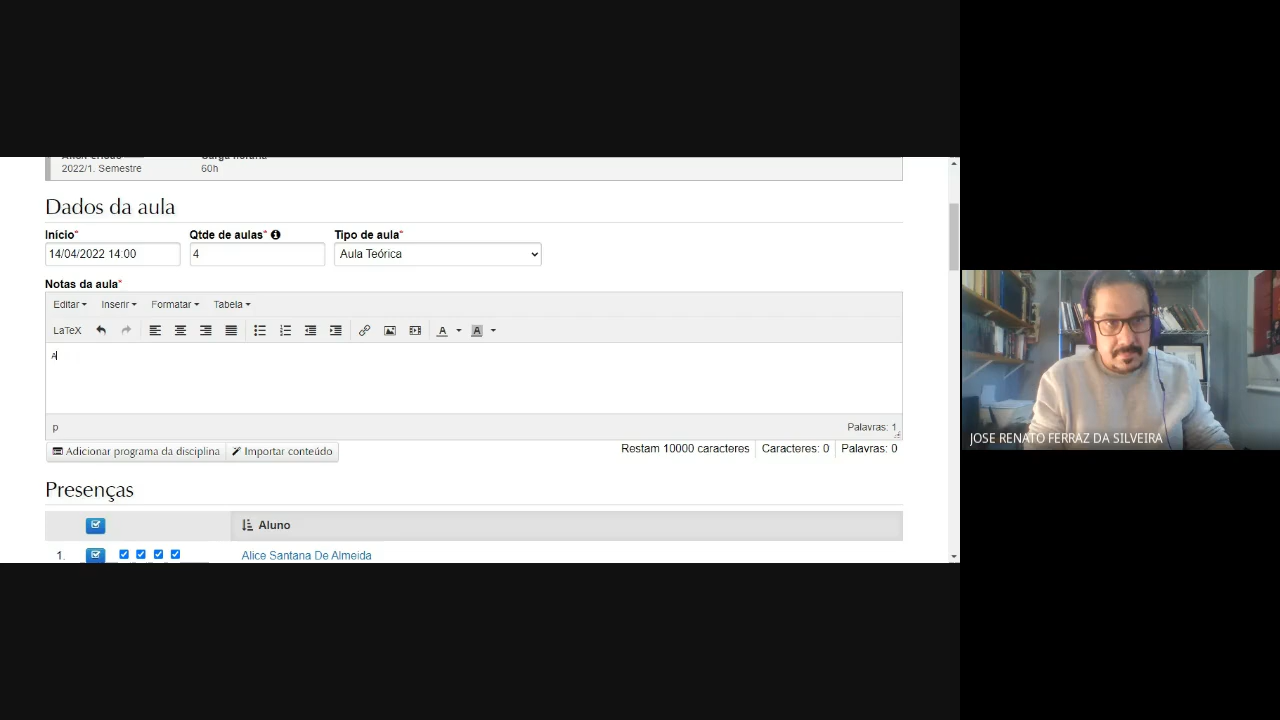 2022/1. Semestre 60h
Dados da aula
Início* Qtde de aulas* Tipo de aula*
14/04/2022 14:00 4 Aula Teórica
Notas da aula*
Editar Inserir Formatar Tabela
LaTeX A A
A
p Palavras: 1
Adicionar programa da disciplina Importar conteúdo Restam 10000 caracteres Caracteres: 0 Palavras: 0
Presenças
Aluno
1. Alice Santana De Almeida
JOSE RENATO FERRAZ DA SILVEIRA